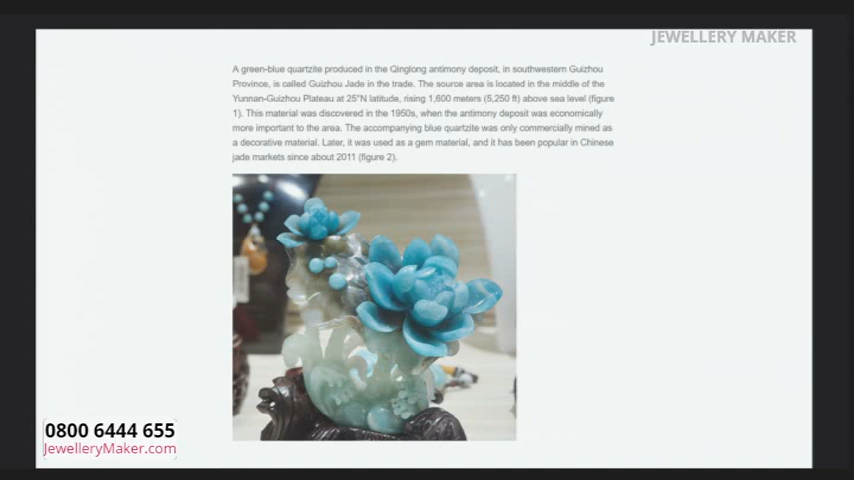 JEWELLERY MAKER
A green-blue quartzite produced in the Qinglong antimony deposit, in southwestern Guizhou
Province, is called Guizhou Jade in the trade. The source area is located in the middle of the
Yunnan-Guizhou Plateau at 25°N latitude, rising 1,600 meters (5,250 ft) above sea level (figure
1). This material was discovered in the 1950s, when the antimony deposit was economically
more important to the area. The accompanying blue quartzite was only commercially mined as
a decorative material. Later, it was used as a gem material, and it has been popular in Chinese
jade markets since about 2011 (figure 2).
0800 6444 655
JewelleryMaker.com